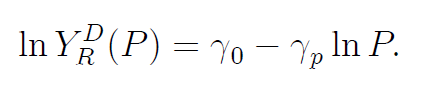 ln Y_R^D(P) = γ_0 − γ_p ln P.